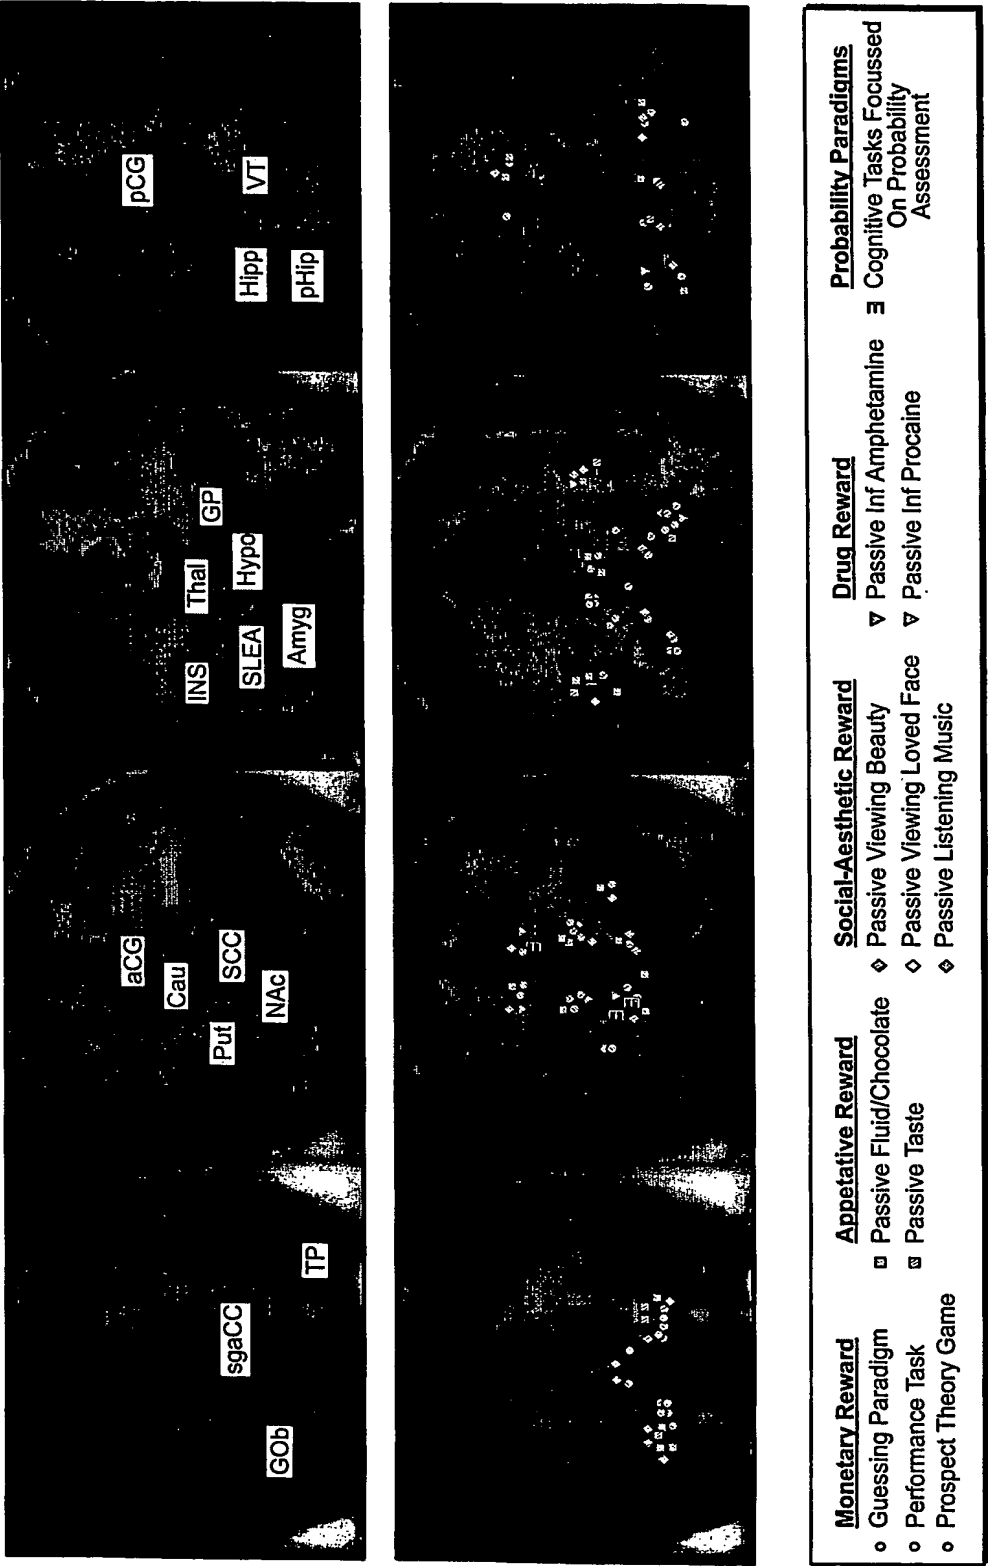 GOb
sgaCC
TP
aCG
Cau
Put
SCC
NAc
INS
Thal
GP
SLEA
Hypo
Amyg
pCG
Hipp
VT
pHip
E
E
E
Monetary Reward
Guessing Paradigm
Performance Task
Prospect Theory Game
Appetative Reward
Passive Fluid/Chocolate
Passive Taste
Social-Aesthetic Reward
Passive Viewing Beauty
Passive Viewing Loved Face
Passive Listening Music
Drug Reward
Passive Inf Amphetamine
Passive Inf Procaine
Probability Paradigms
E Cognitive Tasks Focussed
On Probability
Assessment